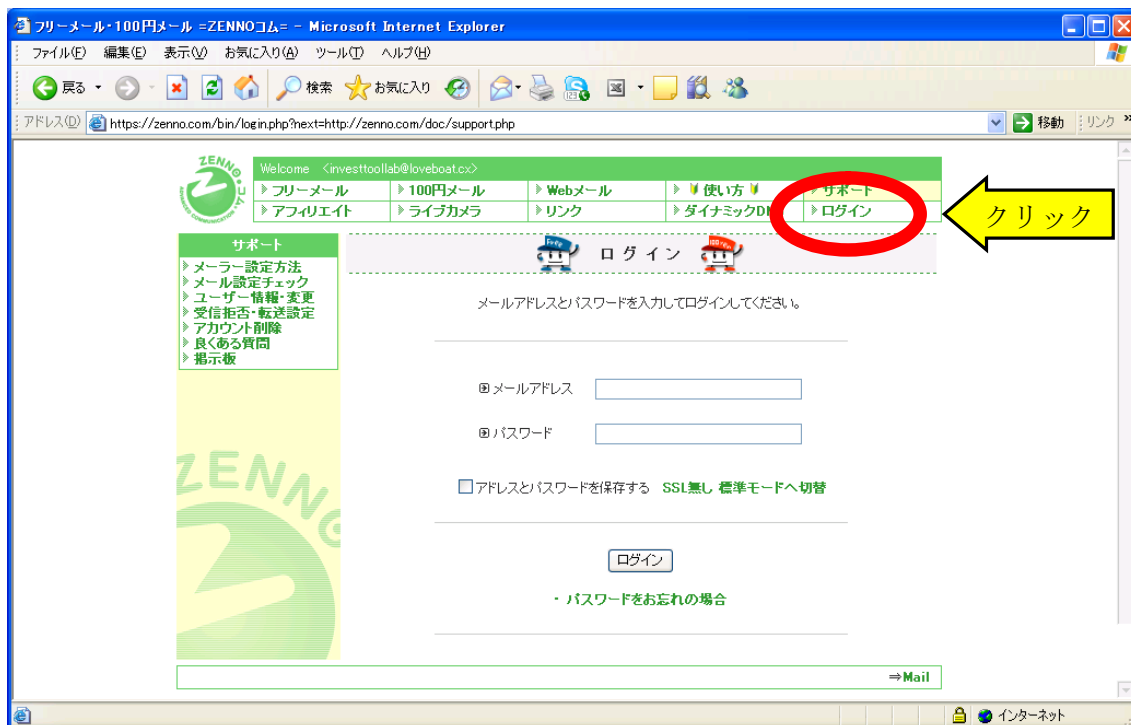 フリーメール・100円メール =ZENNOコム= - Microsoft Internet Explorer
ファイル(F) 編集(E) 表示(V) お気に入り(A) ツール(T) ヘルプ(H)
戻る 検索 お気に入り
アドレス(D) https://zenno.com/bin/login.php?next=http://zenno.com/doc/support.php 移動 リンク »
ZENNO
Welcome <investtoollab@loveboat.cx>
フリーメール 100円メール Webメール 使い方 サポート
アフィリエイト ライブカメラ リンク ダイナミックD ログイン
クリック
サポート
メーラー設定方法
メール設定チェック
ユーザー情報・変更
受信拒否・転送設定
アカウント削除
良くある質問
掲示板
Free ログイン 100yen
メールアドレスとパスワードを入力してログインしてください。
メールアドレス
パスワード
アドレスとパスワードを保存する SSL無し 標準モードへ切替
ZENNO
ログイン
・ パスワードをお忘れの場合
⇒Mail
インターネット